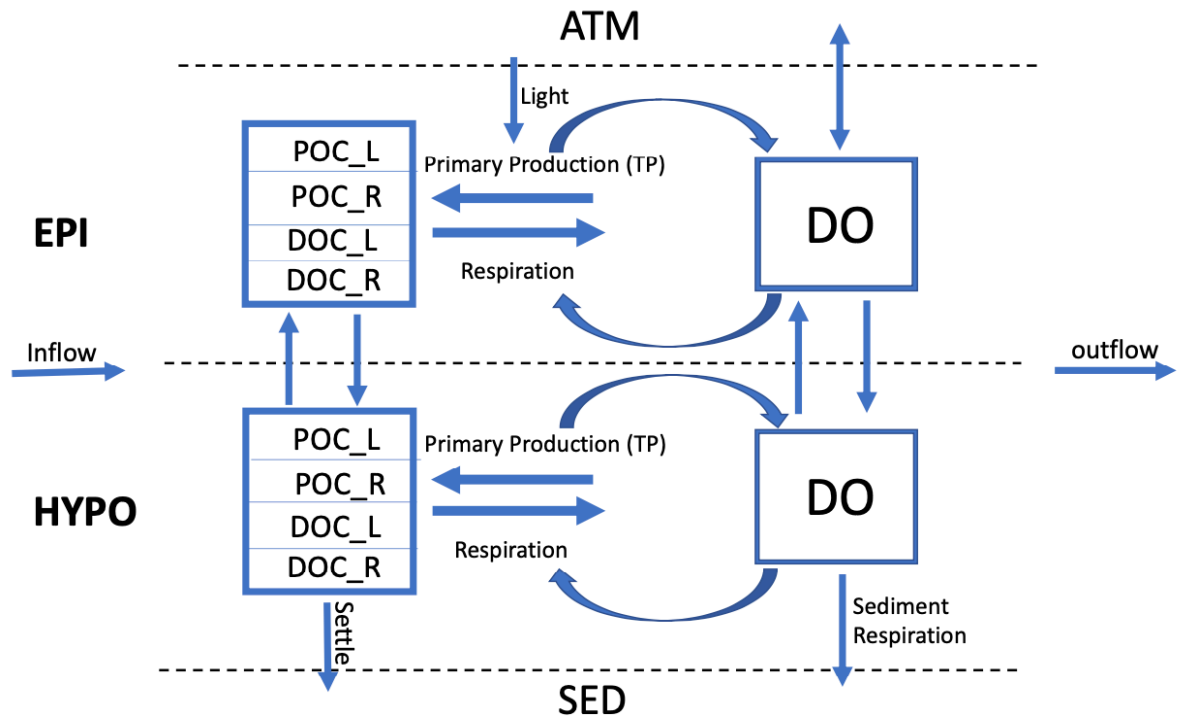 ATM
Light
POC_L
POC_R
DOC_L
DOC_R
Primary Production (TP)
Respiration
DO
EPI
Inflow
outflow
POC_L
POC_R
DOC_L
DOC_R
Primary Production (TP)
Respiration
DO
HYPO
Settle
Sediment
Respiration
SED